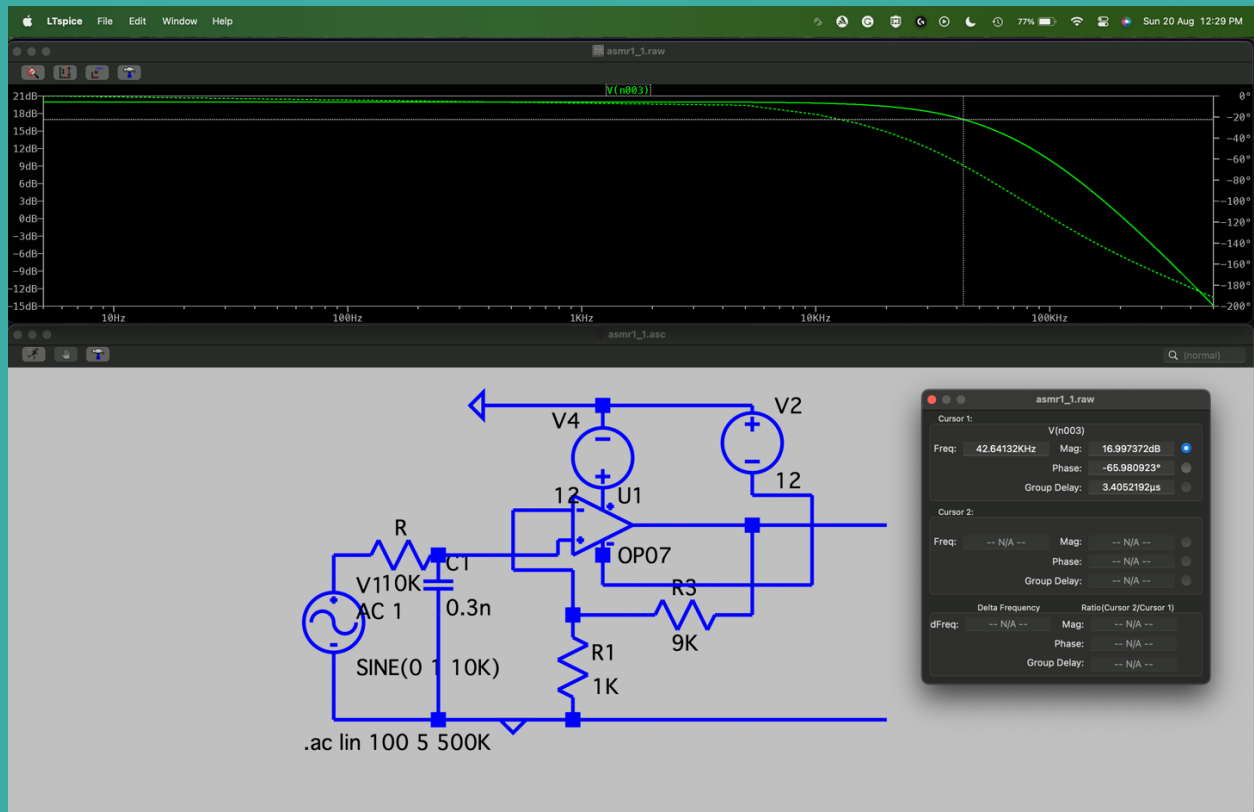 LTspice File Edit Window Help 77% Sun 20 Aug 12:29 PM
asmr1_1.raw
V(n003)
21dB 0°
18dB -20°
15dB -40°
12dB -60°
9dB -80°
6dB -100°
3dB -120°
0dB -140°
-3dB -160°
-6dB -180°
-9dB -200°
-12dB
-15dB
10Hz 100Hz 1KHz 10KHz 100KHz
asmr1_1.asc
(normal)
V4
V2
12
12
U1
OP07
R
10K
C1
0.3n
V1
AC 1
SINE(0 1 10K)
R3
9K
R1
1K
.ac lin 100 5 500K
asmr1_1.raw
Cursor 1:
V(n003)
Freq: 42.64132KHz Mag: 16.997372dB
Phase: -65.980923°
Group Delay: 3.4052192µs
Cursor 2:
Freq: -- N/A -- Mag: -- N/A --
Phase: -- N/A --
Group Delay: -- N/A --
Delta Frequency Ratio(Cursor 2/Cursor 1)
dFreq: -- N/A -- Mag: -- N/A --
Phase: -- N/A --
Group Delay: -- N/A --